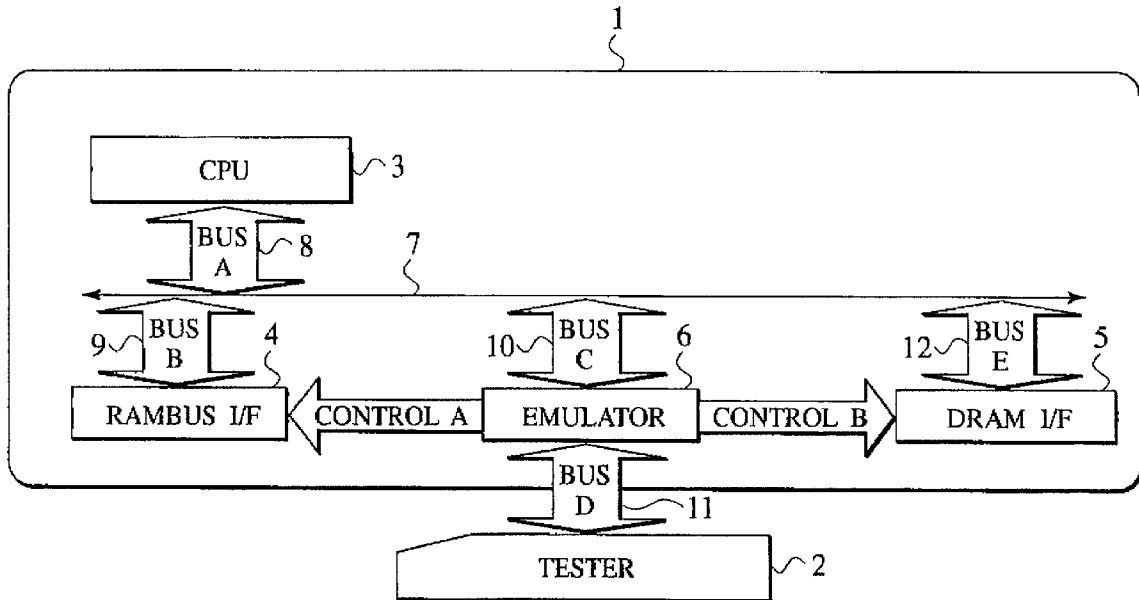 1
CPU
3
BUS
A
8
7
9
BUS
B
4
10
BUS
C
6
12
BUS
E
5
RAMBUS I/F
CONTROL A
EMULATOR
CONTROL B
DRAM I/F
BUS
D
11
TESTER
2